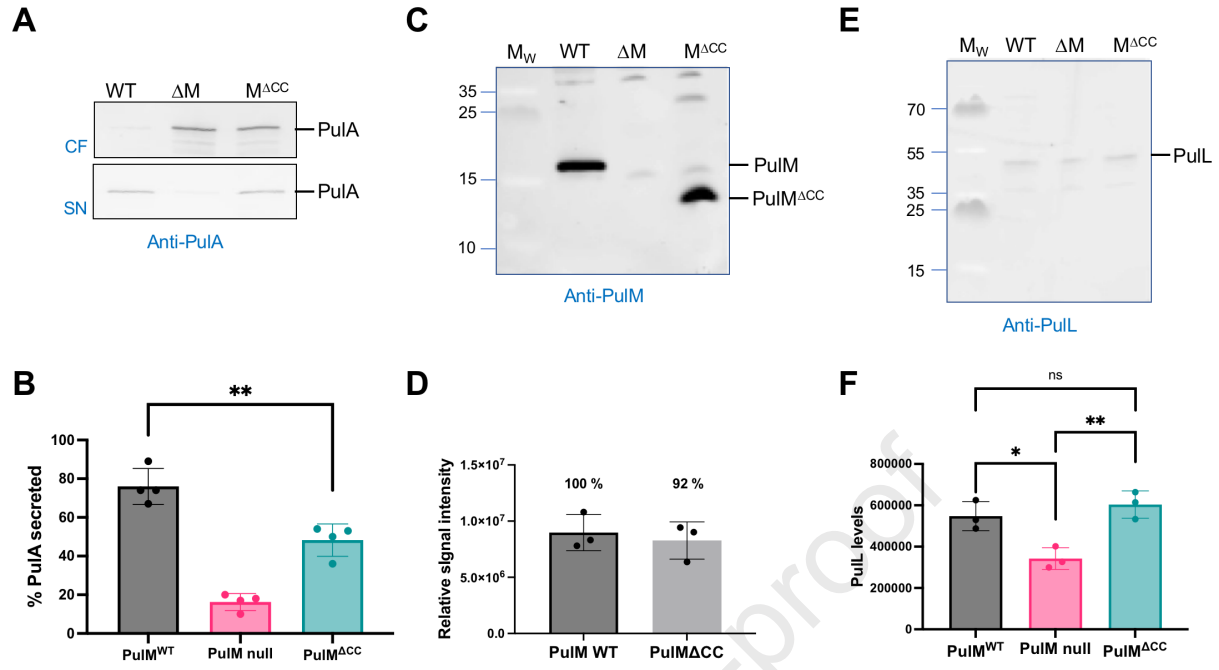 A
WT ΔM M^ΔCC
CF
PulA
SN
PulA
Anti-PulA
C
M_W WT ΔM M^ΔCC
35
25
15
10
PulM
PulM^ΔCC
Anti-PulM
E
M_W WT ΔM M^ΔCC
70
55
35
25
15
PulL
Anti-PulL
B
**
% PulA secreted
100
80
60
40
20
0
PulM^WT PulM null PulM^ΔCC
D
Relative signal intensity
1.5×10^7
1.0×10^7
5.0×10^6
0.0
100 % 92 %
PulM WT PulMΔCC
F
ns
* **
PulL levels
800000
600000
400000
200000
0
PulM^WT PulM null PulM^ΔCC
-proof